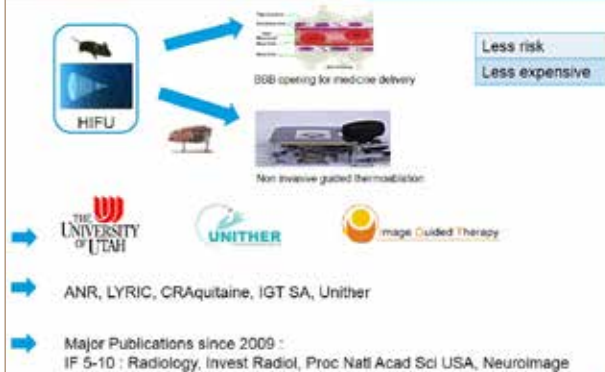 Less risk
Less expensive
HIFU
BBB opening for medicine delivery
Non invasive guided thermoablation
THE
UNIVERSITY
OF UTAH
UNITHER
Image Guided Therapy
ANR, LYRIC, CRAquitaine, IGT SA, Unither
Major Publications since 2009 :
IF 5-10 : Radiology, Invest Radiol, Proc Natl Acad Sci USA, Neuroimage